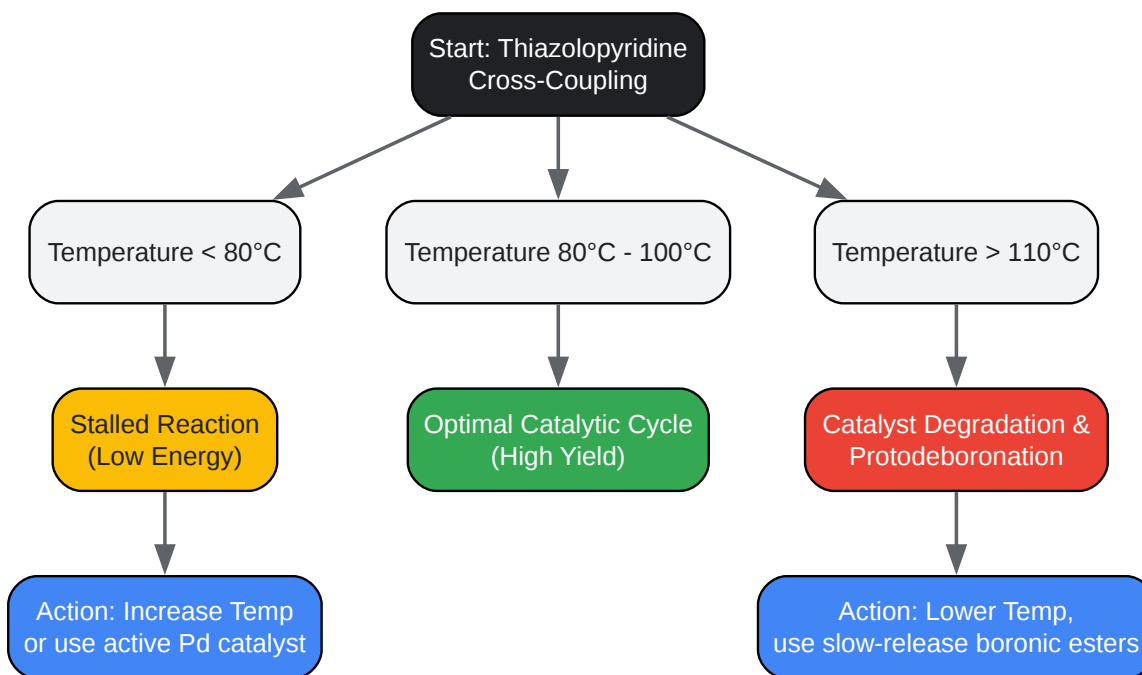 Start: Thiazolopyridine
Cross-Coupling
Temperature < 80°C
Temperature 80°C - 100°C
Temperature > 110°C
Stalled Reaction
(Low Energy)
Optimal Catalytic Cycle
(High Yield)
Catalyst Degradation &
Protodeboronation
Action: Increase Temp
or use active Pd catalyst
Action: Lower Temp,
use slow-release boronic esters